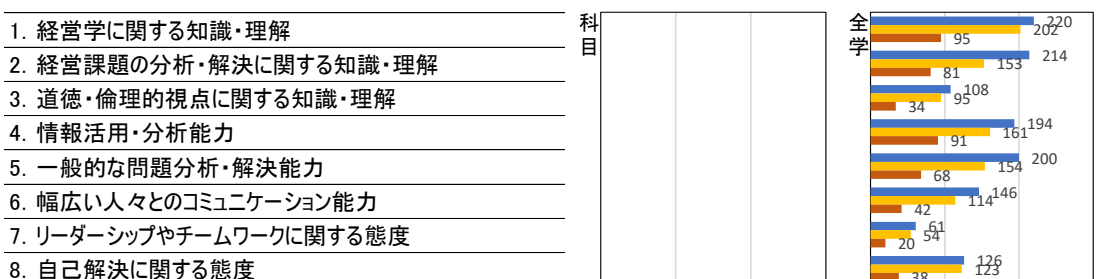 1. 経営学に関する知識・理解
2. 経営課題の分析・解決に関する知識・理解
3. 道徳・倫理的視点に関する知識・理解
4. 情報活用・分析能力
5. 一般的な問題分析・解決能力
6. 幅広い人々とのコミュニケーション能力
7. リーダーシップやチームワークに関する態度
8. 自己解決に関する態度
科目
全学
220
202
95
214
153
81
108
95
34
194
161
91
200
154
68
146
114
42
61
54
20
126
123
38